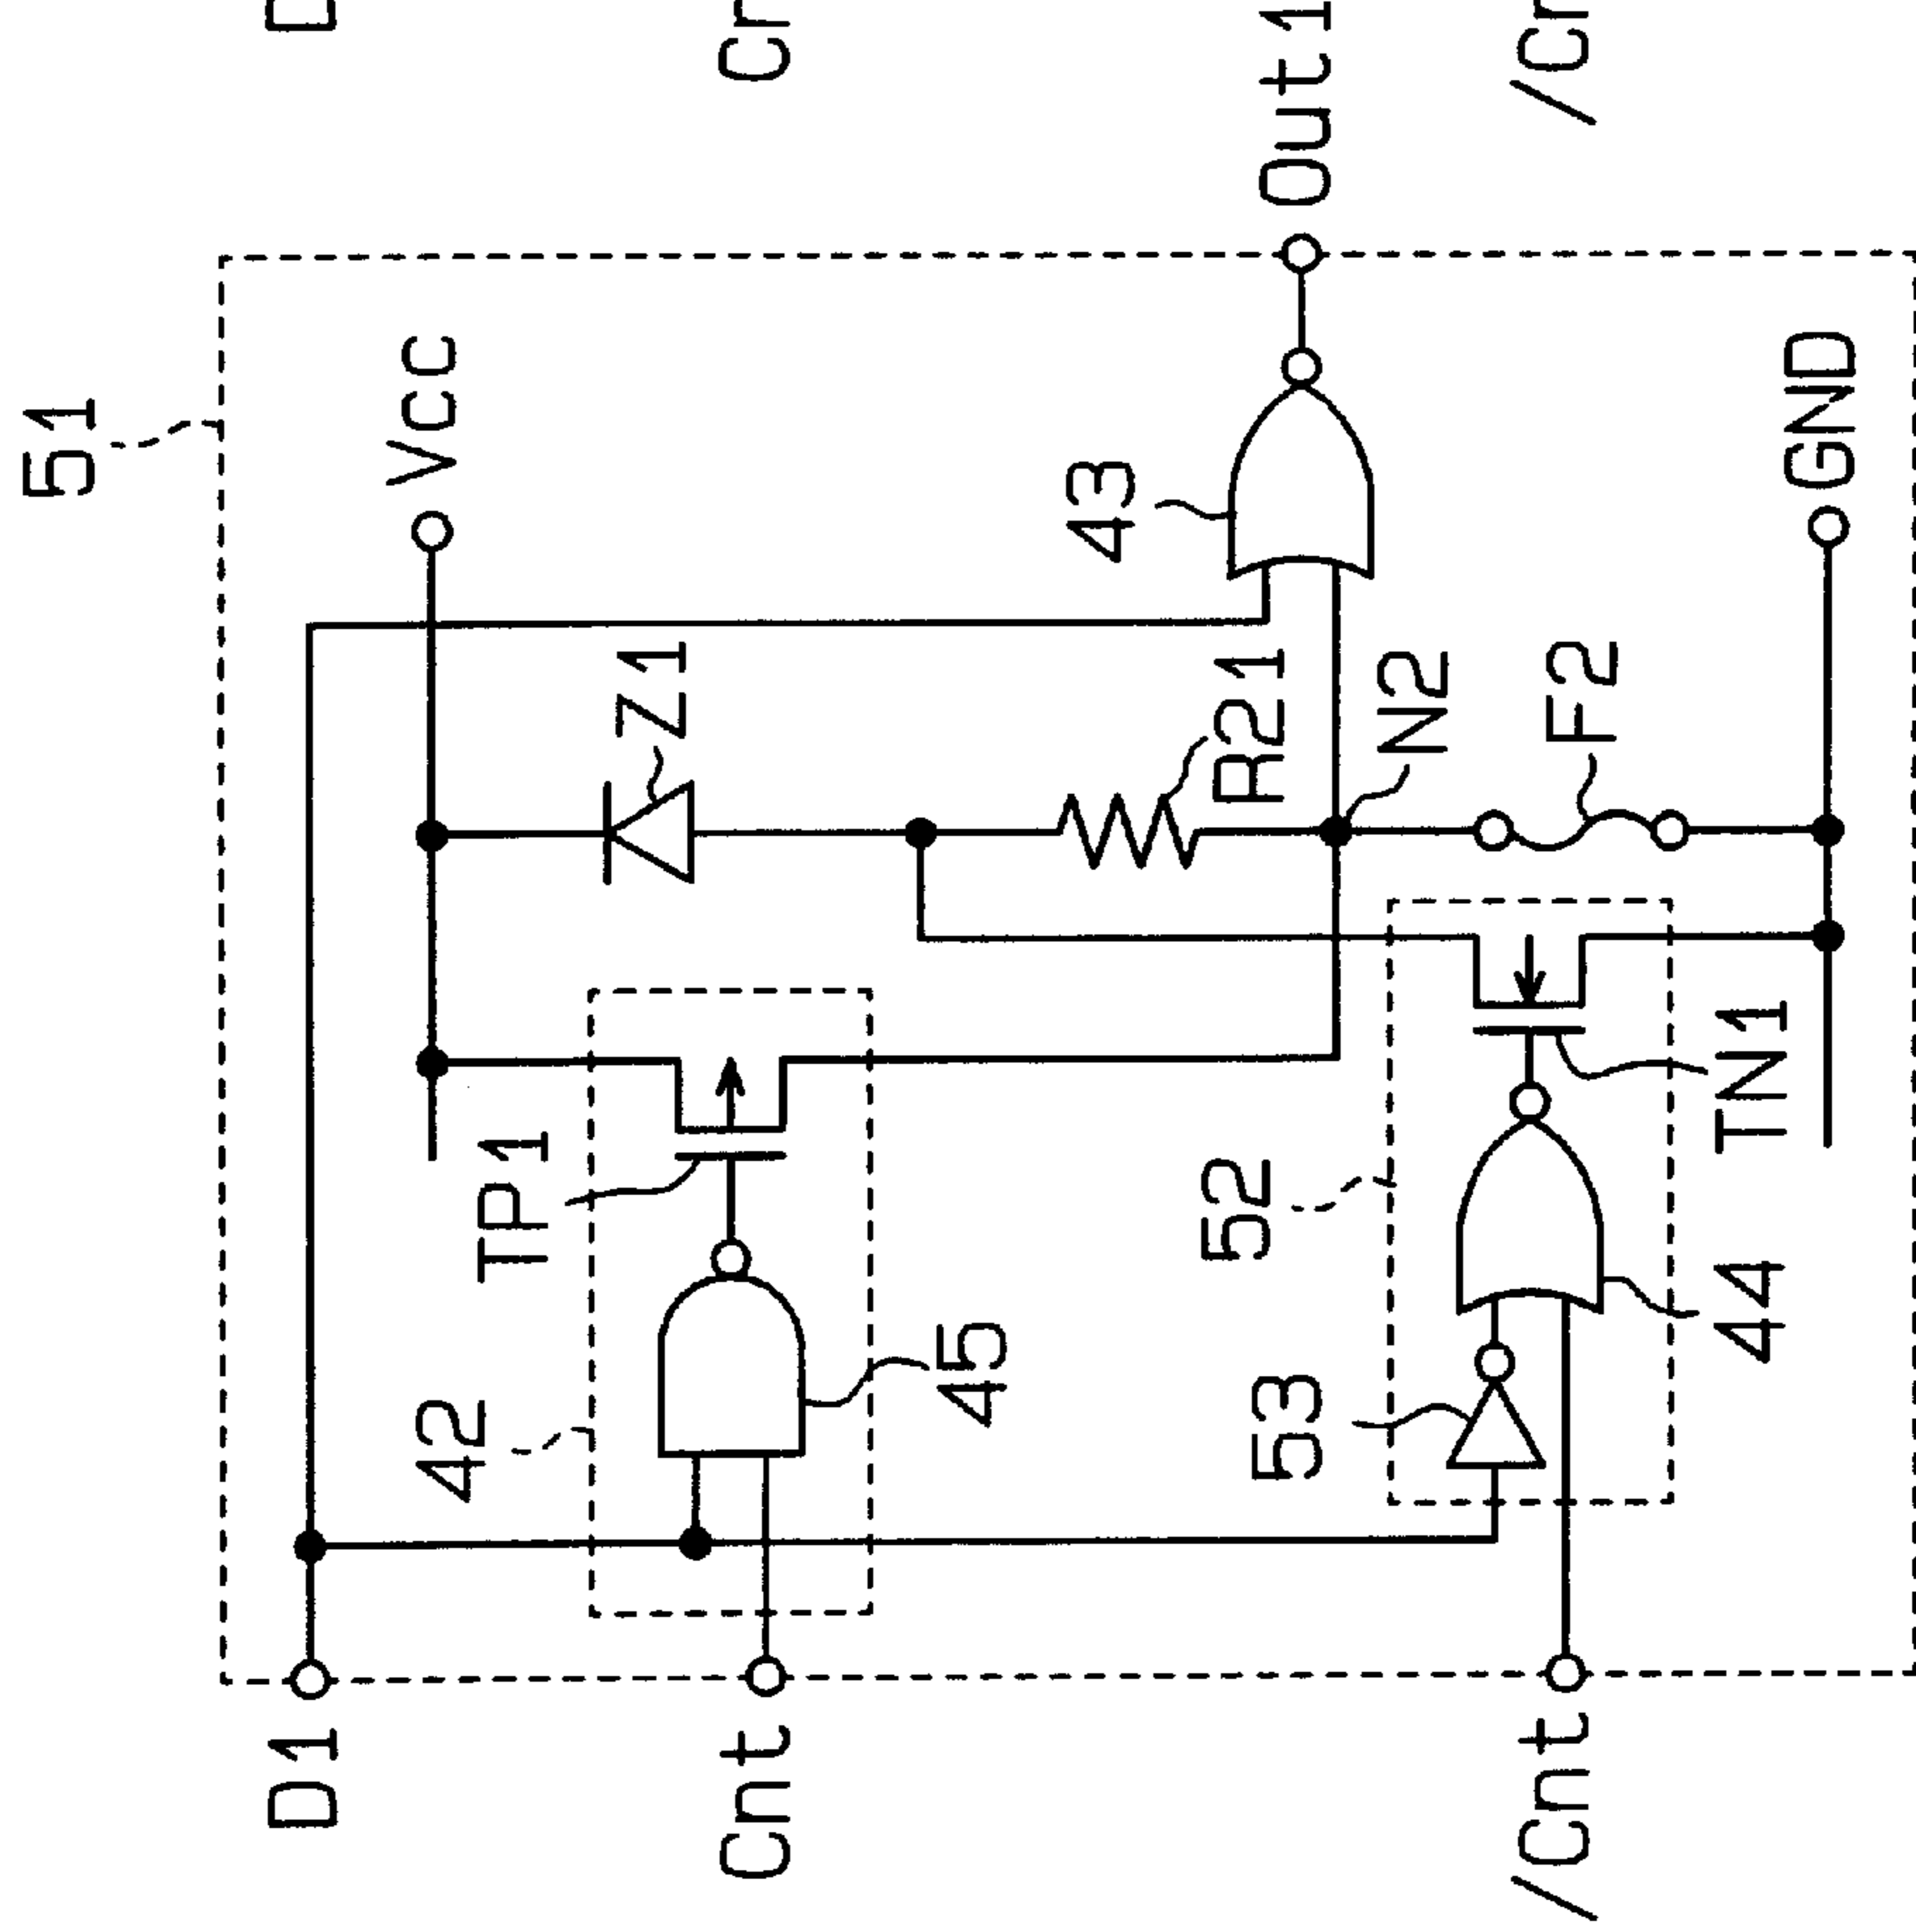 51
D1
Vcc
42
TP1
Z1
Cnt
45
43
Out1
R21
52
N2
53
F2
/Cnt
44
TN1
GND